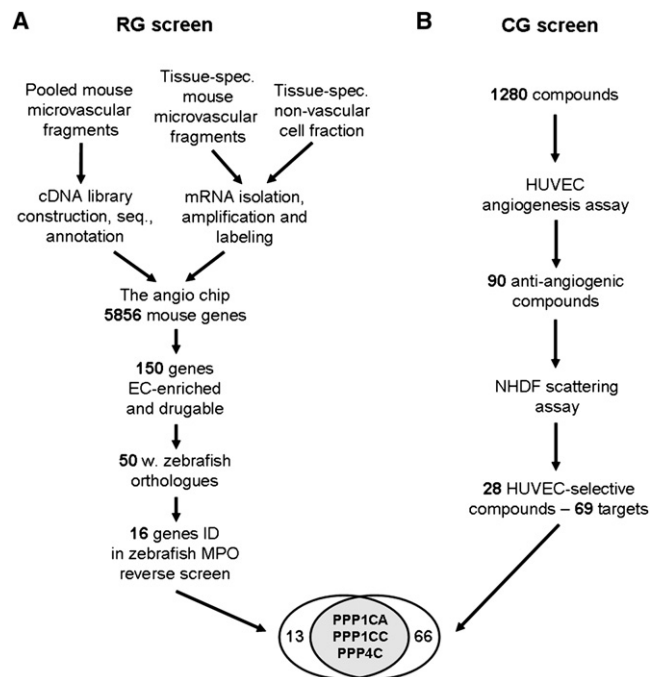 A
RG screen
Pooled mouse
microvascular
fragments
Tissue-spec.
mouse
microvascular
fragments
Tissue-spec.
non-vascular
cell fraction
cDNA library
construction, seq.,
annotation
mRNA isolation,
amplification and
labeling
The angio chip
5856 mouse genes
150 genes
EC-enriched
and drugable
50 w. zebrafish
orthologues
16 genes ID
in zebrafish MPO
reverse screen
B
CG screen
1280 compounds
HUVEC
angiogenesis assay
90 anti-angiogenic
compounds
NHDF scattering
assay
28 HUVEC-selective
compounds – 69 targets
13
PPP1CA
PPP1CC
PPP4C
66